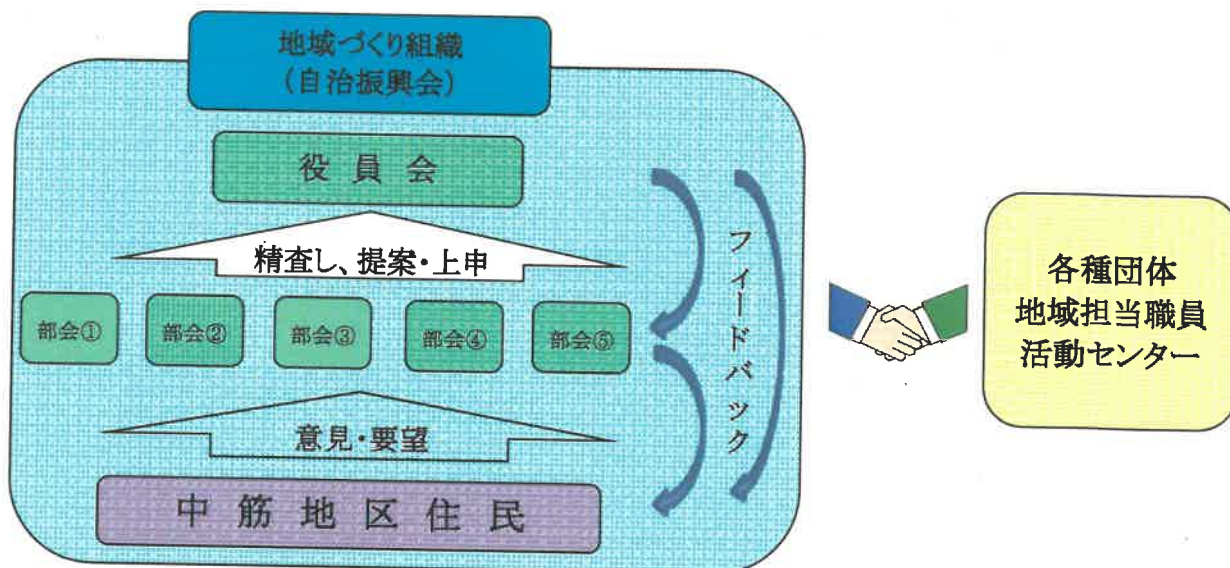 地域づくり組織
(自治振興会)
役員会
精査し、提案・上申
部会① 部会② 部会③ 部会④ 部会⑤
意見・要望
中筋地区住民
フィードバック
各種団体
地域担当職員
活動センター